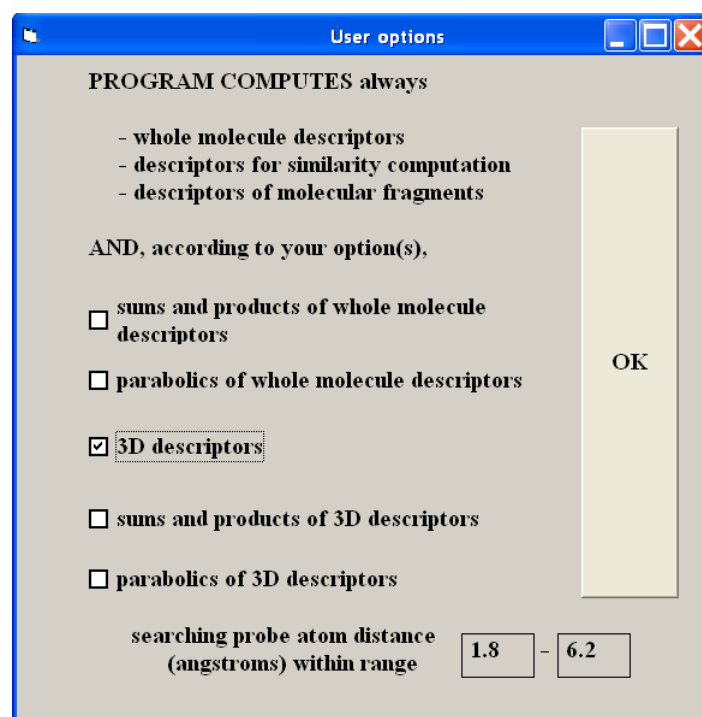 User options
PROGRAM COMPUTES always
- whole molecule descriptors
- descriptors for similarity computation
- descriptors of molecular fragments
AND, according to your option(s),
sums and products of whole molecule
descriptors
parabolics of whole molecule descriptors
OK
3D descriptors
sums and products of 3D descriptors
parabolics of 3D descriptors
searching probe atom distance
(angstroms) within range
1.8 - 6.2